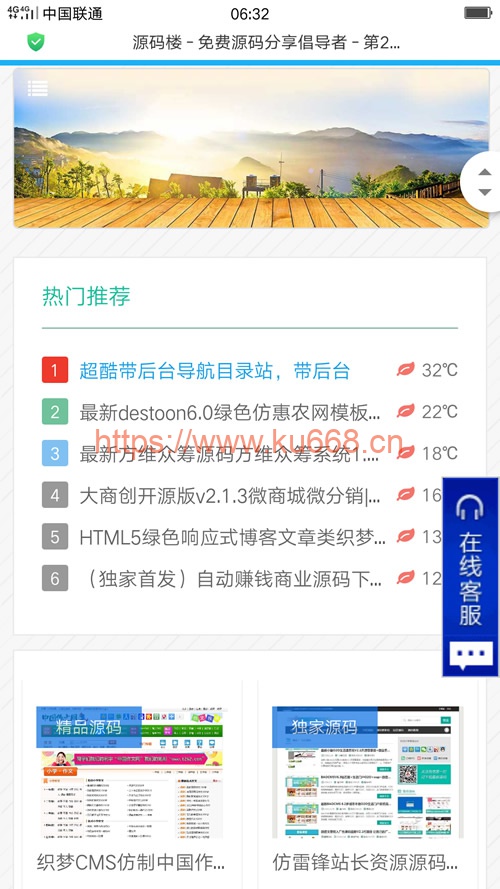 4G 4G 中国联通 06:32
源码楼 - 免费源码分享倡导者 - 第2...
热门推荐
1 超酷带后台导航目录站，带后台 32℃
2 最新destoon6.0绿色仿惠农网模板... 22℃
https://www.ku668.cn
3 最新方维众筹源码方维众筹系统1.... 18℃
4 大商创开源版v2.1.3微商城微分销|... 16
5 HTML5绿色响应式博客文章类织梦... 13
6 （独家首发）自动赚钱商业源码下... 12
在线客服
精品源码
独家源码
织梦CMS仿制中国作...
仿雷锋站长资源源码...